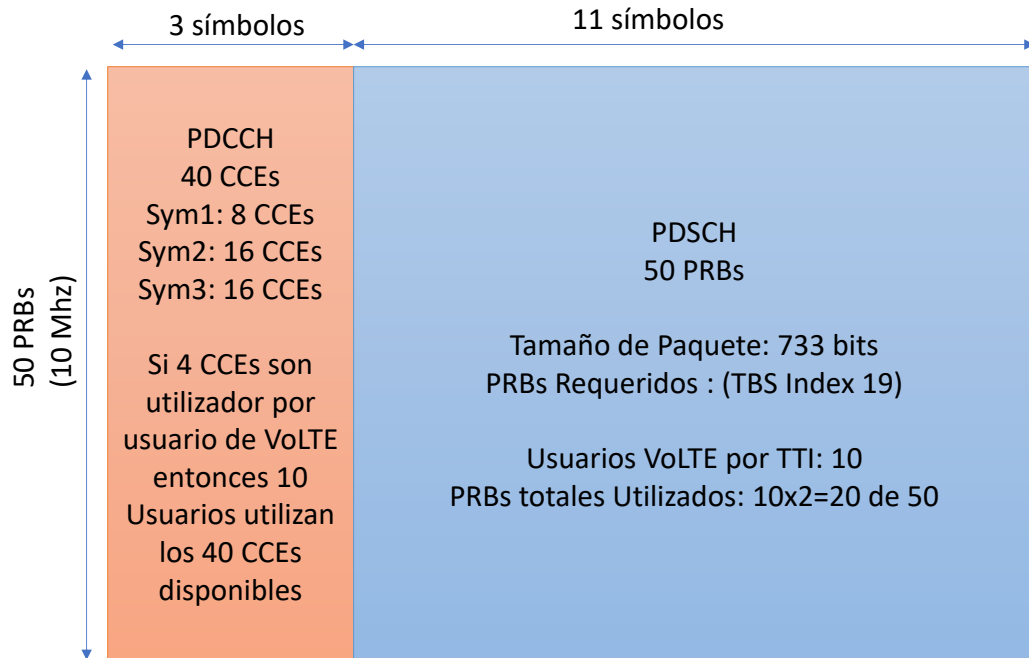 3 símbolos
11 símbolos
50 PRBs
(10 Mhz)
PDCCH
40 CCEs
Sym1: 8 CCEs
Sym2: 16 CCEs
Sym3: 16 CCEs
Si 4 CCEs son
utilizador por
usuario de VoLTE
entonces 10
Usuarios utilizan
los 40 CCEs
disponibles
PDSCH
50 PRBs
Tamaño de Paquete: 733 bits
PRBs Requeridos : (TBS Index 19)
Usuarios VoLTE por TTI: 10
PRBs totales Utilizados: 10x2=20 de 50